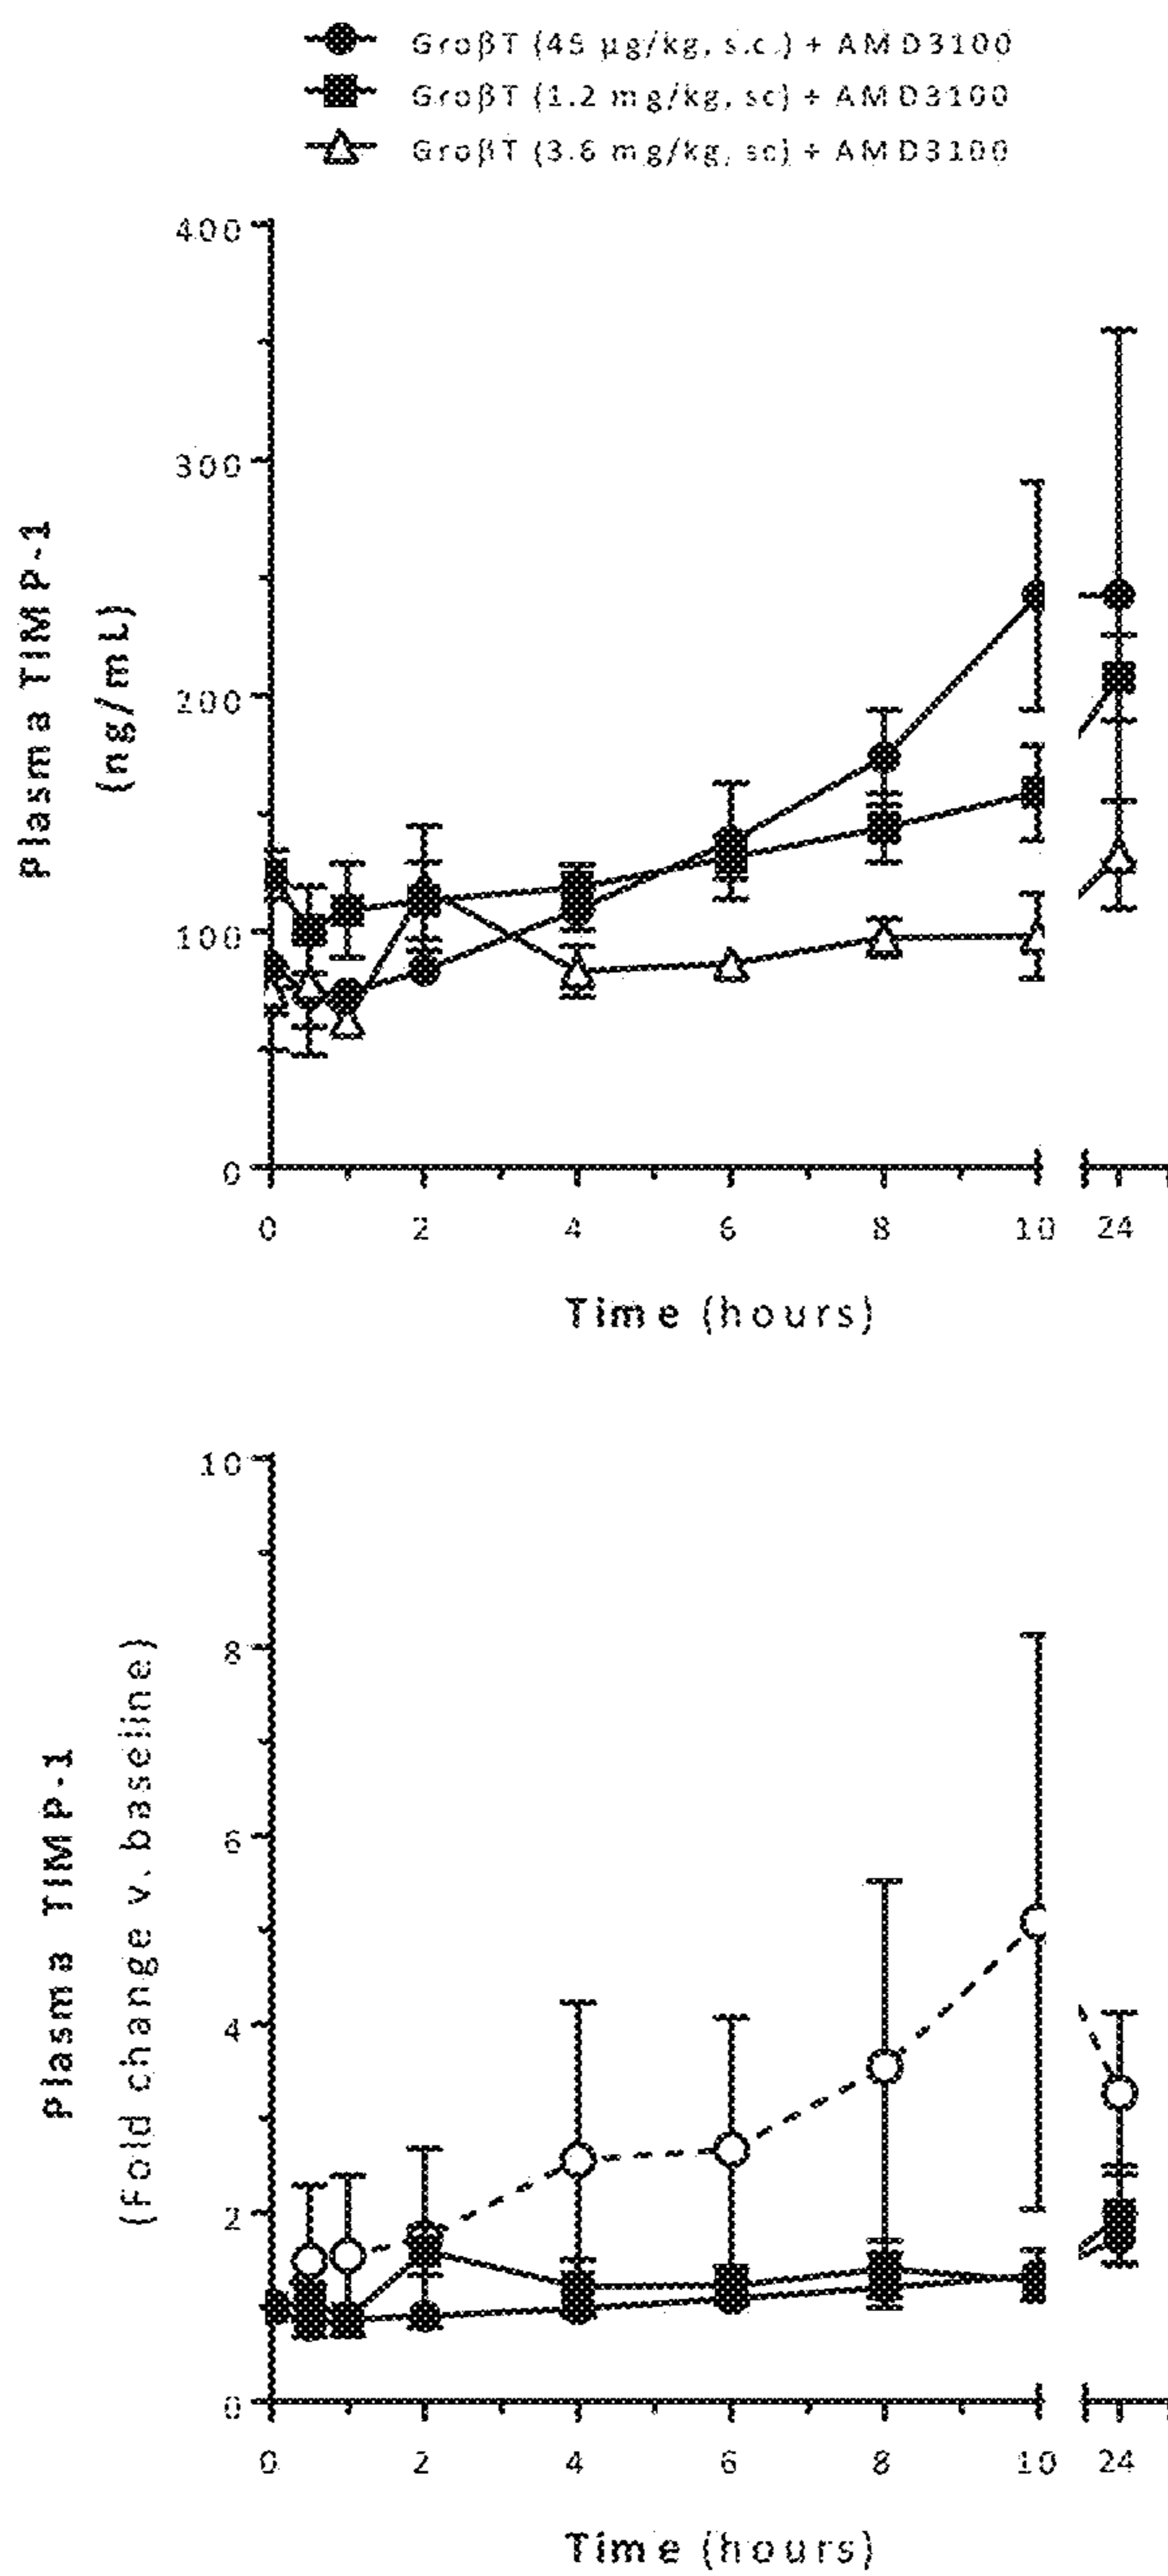 GroβT (45 µg/kg, s.c.) + AMD3100
GroβT (1.2 mg/kg, sc) + AMD3100
GroβT (3.6 mg/kg, sc) + AMD3100
Plasma TIMP-1
(ng/mL)
400
300
200
100
0
0 2 4 6 8 10 24
Time (hours)
Plasma TIMP-1
(Fold change v. baseline)
10
8
6
4
2
0
0 2 4 6 8 10 24
Time (hours)